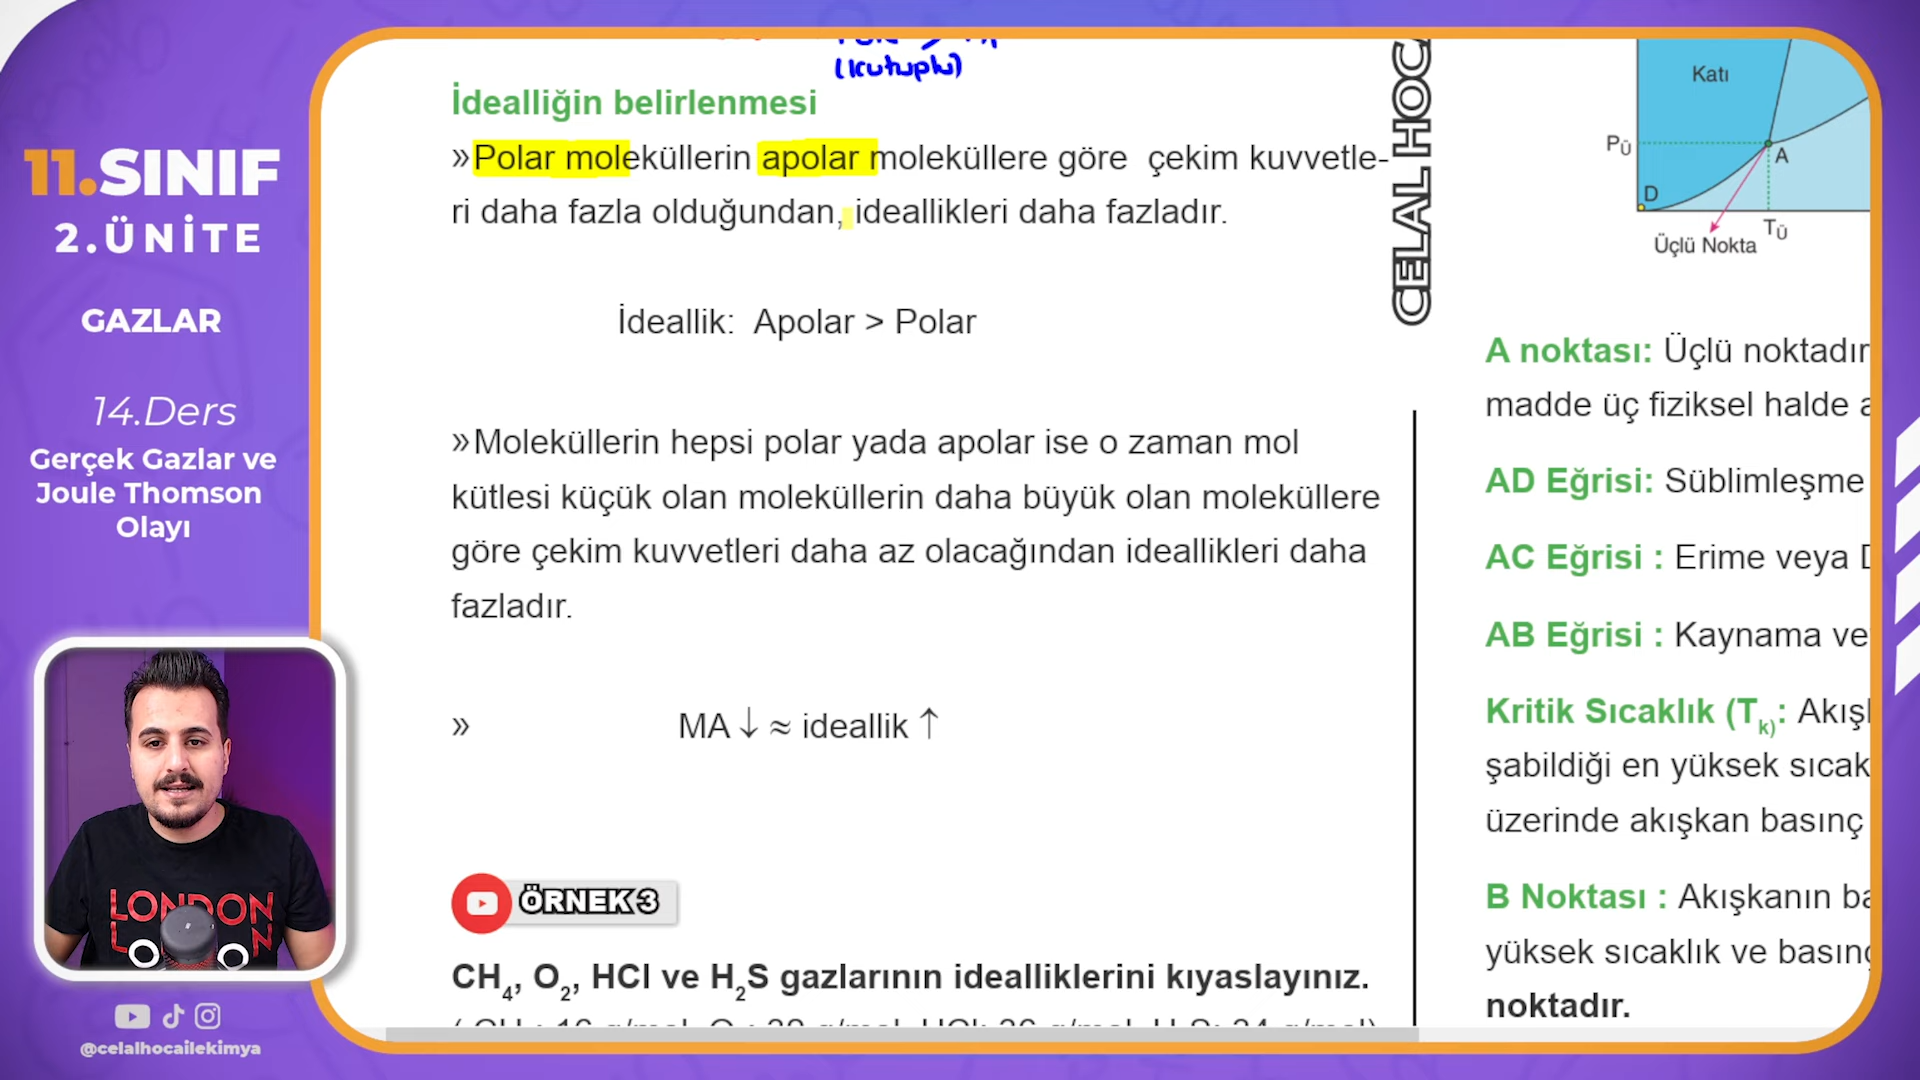 11.SINIF
2.ÜNİTE
GAZLAR
14.Ders
Gerçek Gazlar ve
Joule Thomson
Olayı
@celalhocailekimya
(kutuplu)
İdealliğin belirlenmesi
»Polar moleküllerin apolar moleküllere göre çekim kuvvetle-
ri daha fazla olduğundan, ideallikleri daha fazladır.
İdeallik: Apolar > Polar
»Moleküllerin hepsi polar yada apolar ise o zaman mol
kütlesi küçük olan moleküllerin daha büyük olan moleküllere
göre çekim kuvvetleri daha az olacağından ideallikleri daha
fazladır.
» MA ↓ ≈ ideallik ↑
ÖRNEK 3
CH₄, O₂, HCl ve H₂S gazlarının idealliklerini kıyaslayınız.
CELAL HOC
Katı
PÜ
A
D
TÜ
Üçlü Nokta
A noktası: Üçlü noktadır
madde üç fiziksel halde
AD Eğrisi: Süblimleşme
AC Eğrisi : Erime veya
AB Eğrisi : Kaynama ve
Kritik Sıcaklık (Tk): Akış
şabildiği en yüksek sıcak
üzerinde akışkan basınç
B Noktası : Akışkanın ba
yüksek sıcaklık ve basınç
noktadır.
LONDON